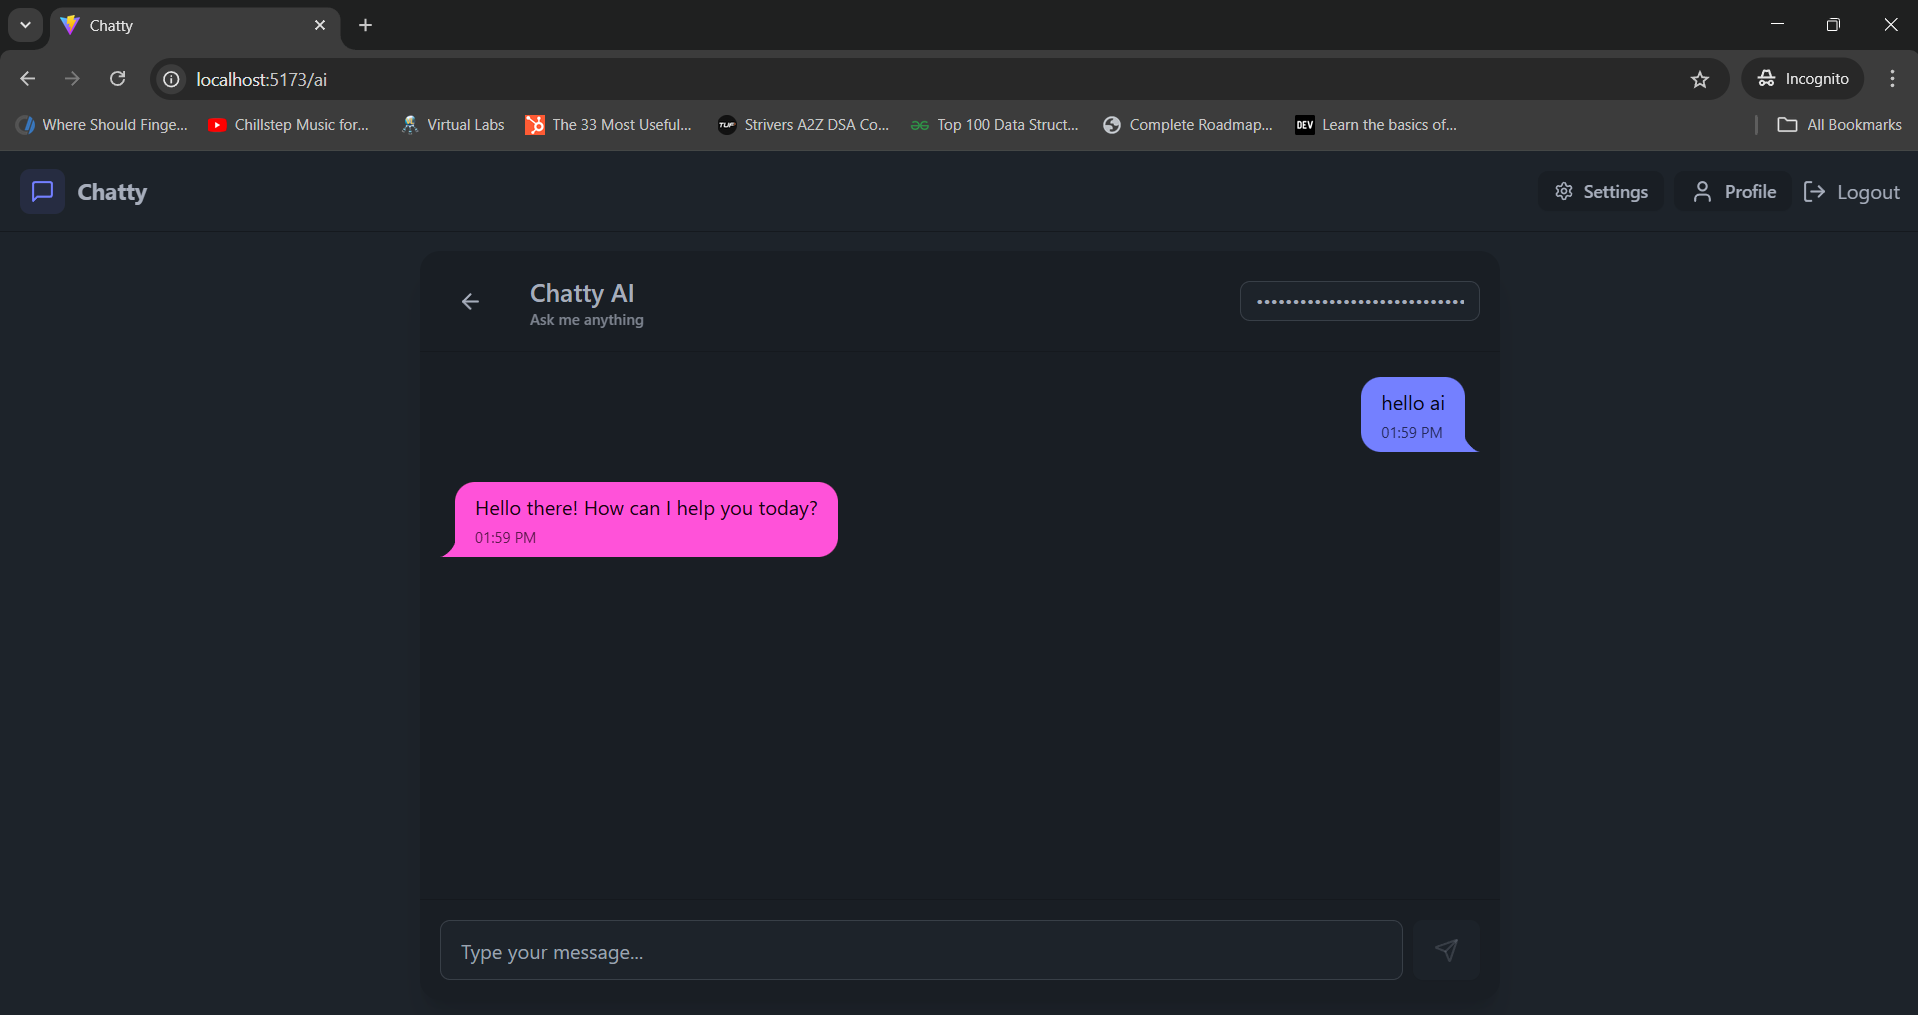 Chatty
localhost:5173/ai
Incognito
Where Should Finge...
Chillstep Music for...
Virtual Labs
The 33 Most Useful...
TUF
Strivers A2Z DSA Co...
Top 100 Data Struct...
Complete Roadmap...
DEV
Learn the basics of...
All Bookmarks
Chatty
Settings
Profile
Logout
Chatty AI
Ask me anything
hello ai
01:59 PM
Hello there! How can I help you today?
01:59 PM
Type your message...